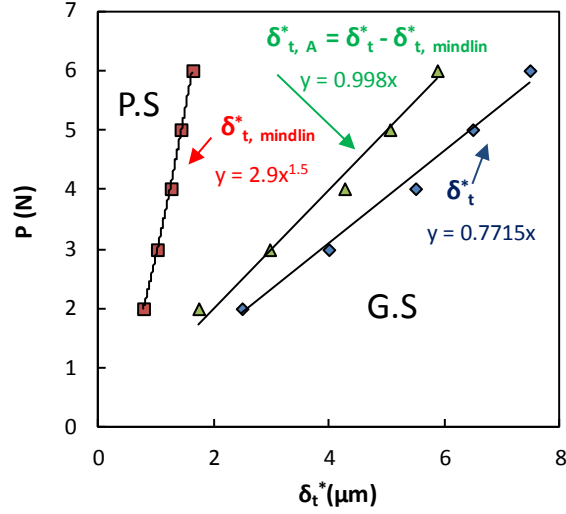 7
6
5
4
3
2
1
0
P (N)
0 2 4 6 8
δt*(µm)
P.S
δ*t, mindlin
y = 2.9x1.5
δ*t, A = δ*t - δ*t, mindlin
y = 0.998x
δ*t
y = 0.7715x
G.S